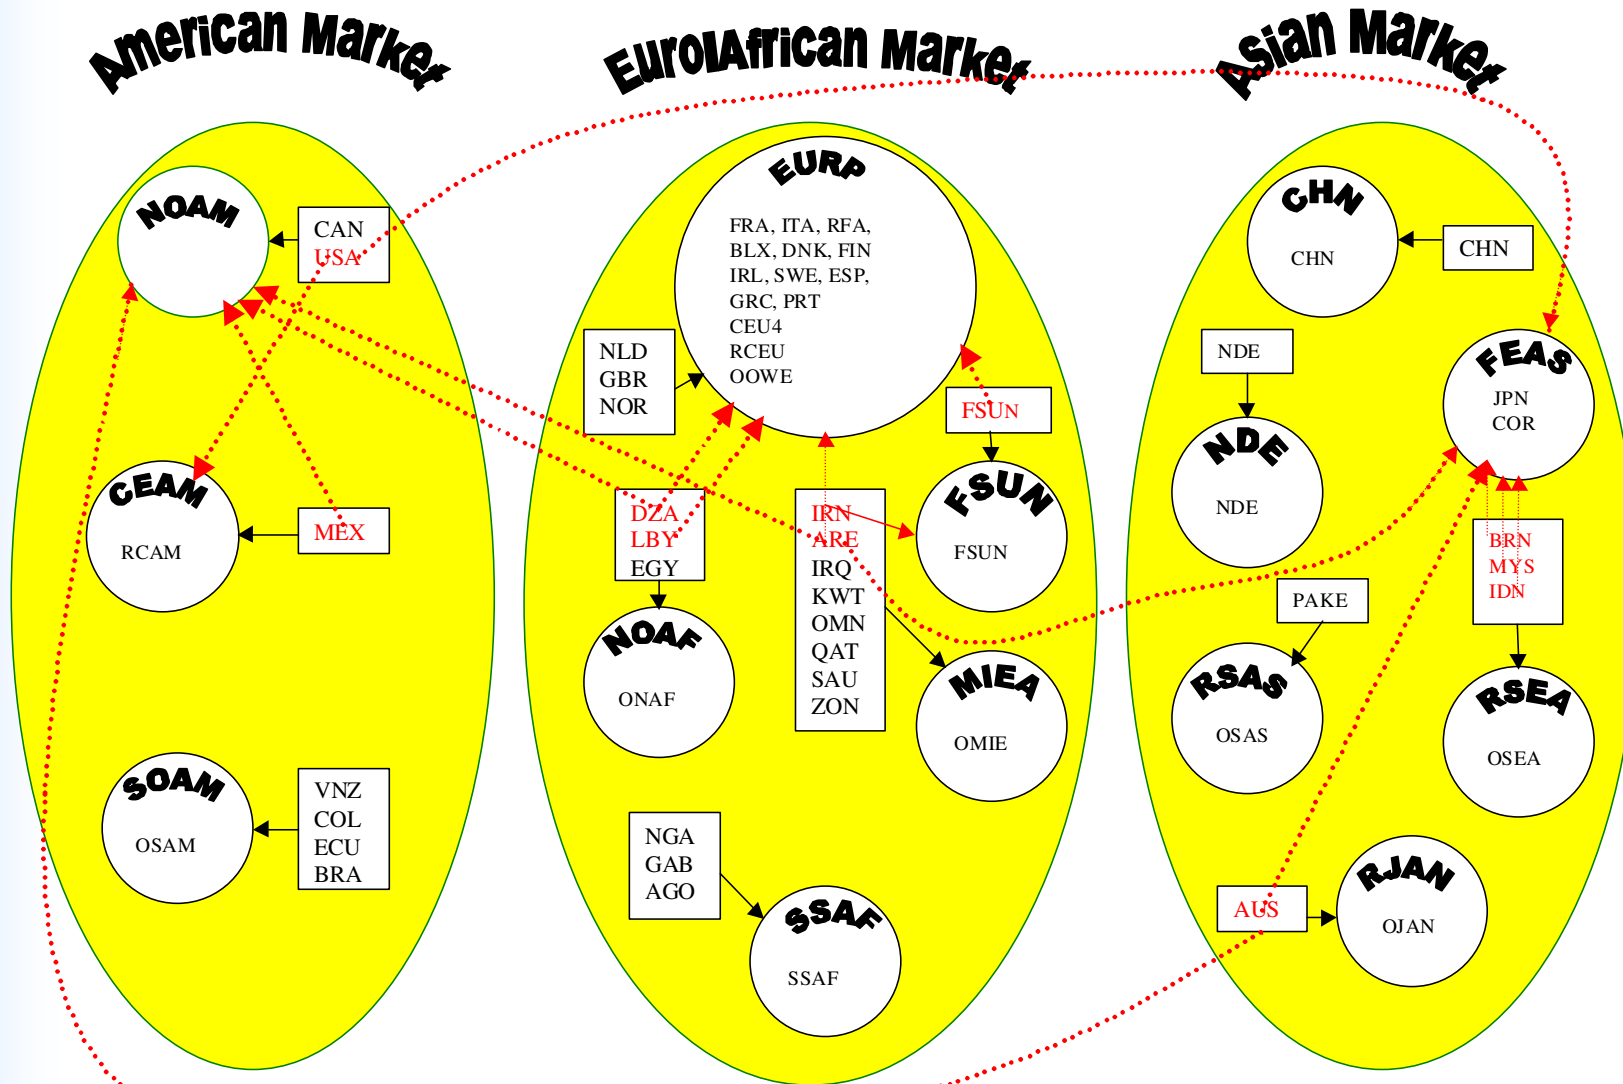 American Market
NOAM
CAN
USA
CEAM
RCAM
MEX
SOAM
OSAM
VNZ
COL
ECU
BRA
Euro|African Market
EURP
FRA, ITA, RFA,
BLX, DNK, FIN
IRL, SWE, ESP,
GRC, PRT
CEU4
RCEU
OOWE
NLD
GBR
NOR
FSUN
FSUN
FSUN
DZA
LBY
EGY
NOAF
ONAF
IRN
ARE
IRQ
KWT
OMN
QAT
SAU
ZON
MIEA
OMIE
NGA
GAB
AGO
SSAF
SSAF
Asian Market
CHN
CHN
CHN
NDE
NDE
NDE
FEAS
JPN
COR
BRN
MYS
IDN
PAKE
RSAS
OSAS
RSEA
OSEA
AUS
RJAN
OJAN